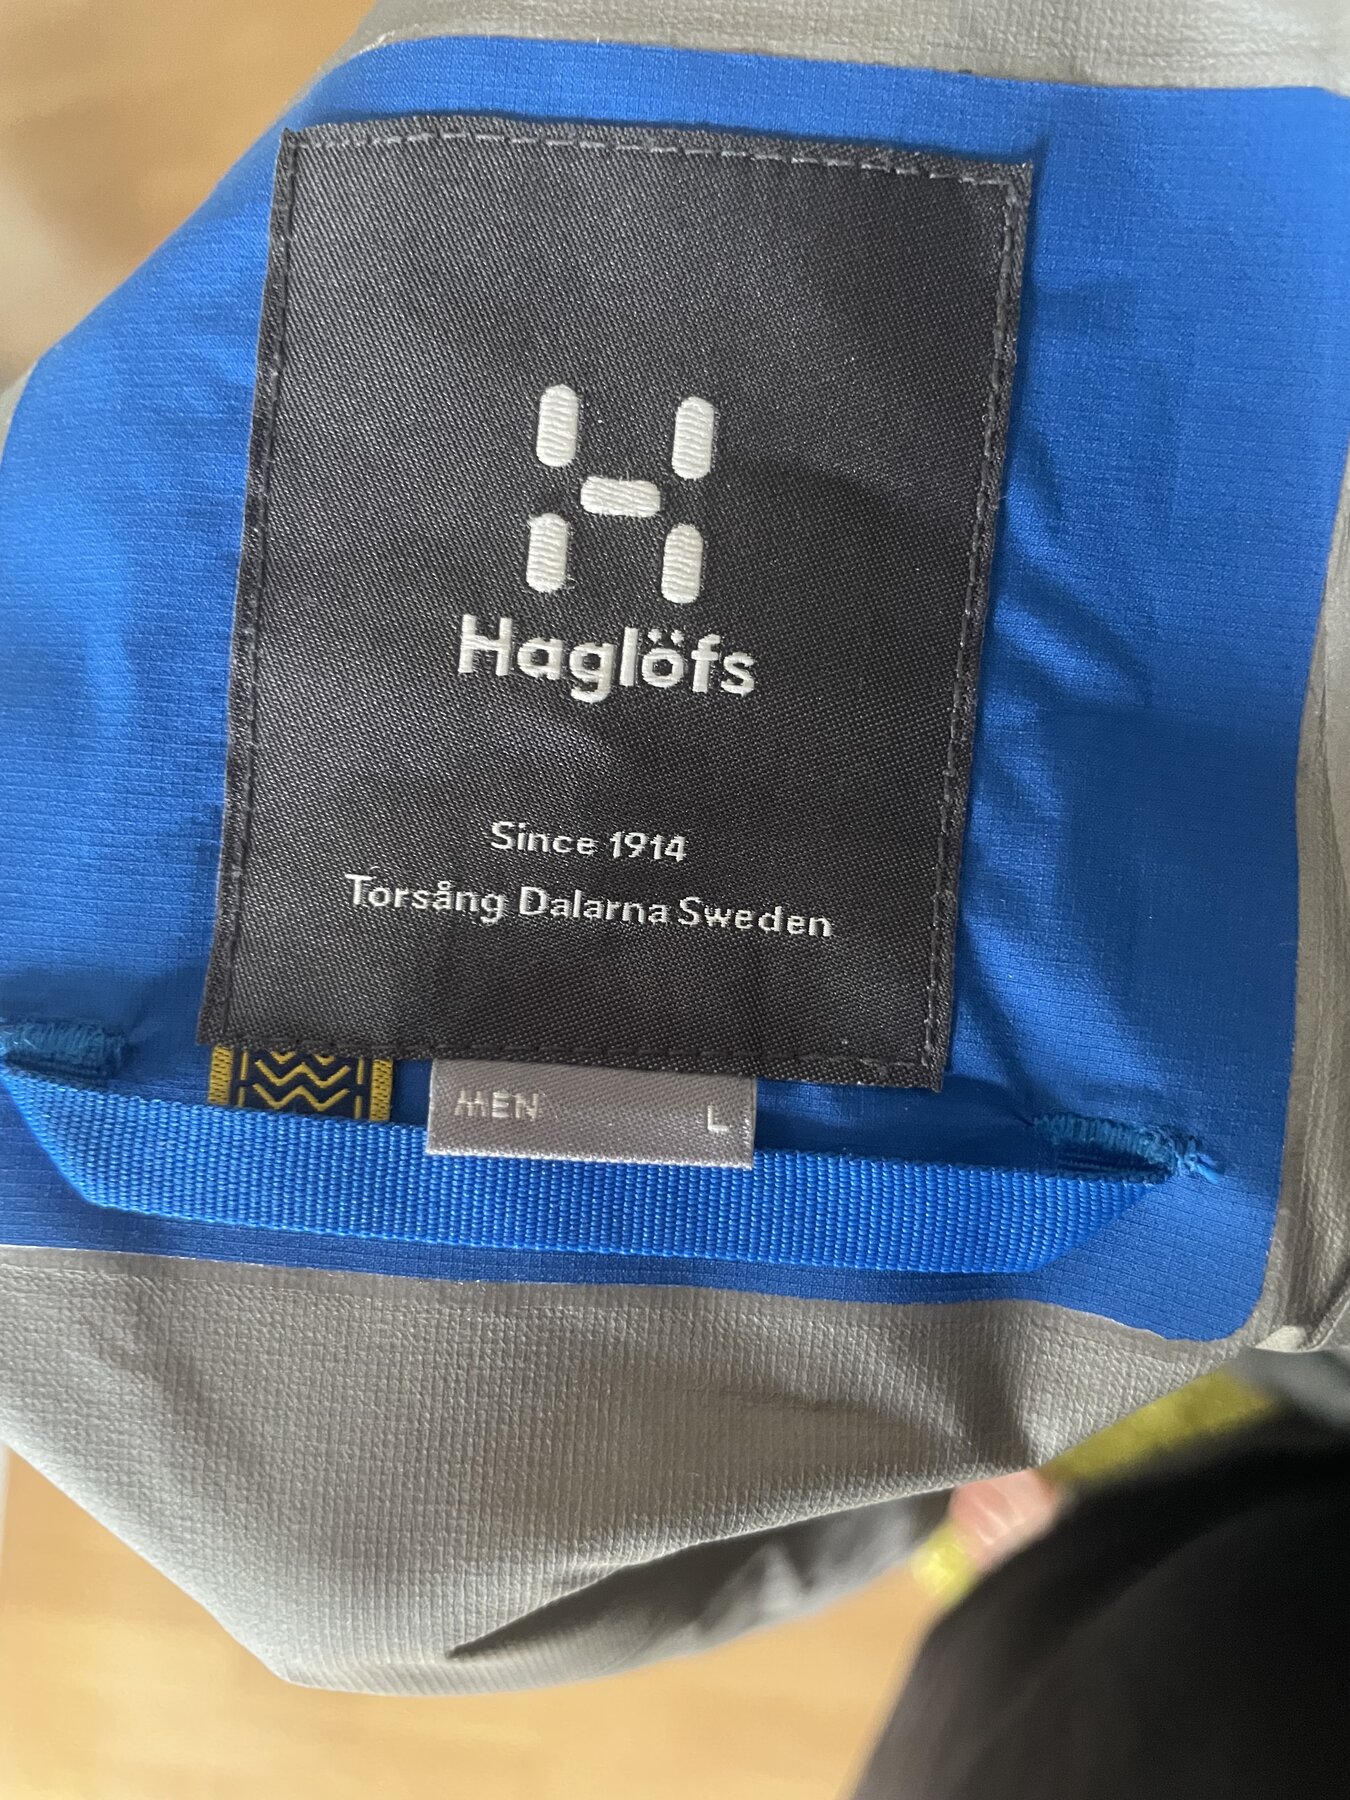 Haglöfs
Since 1914
Torsång Dalarna Sweden
MEN L